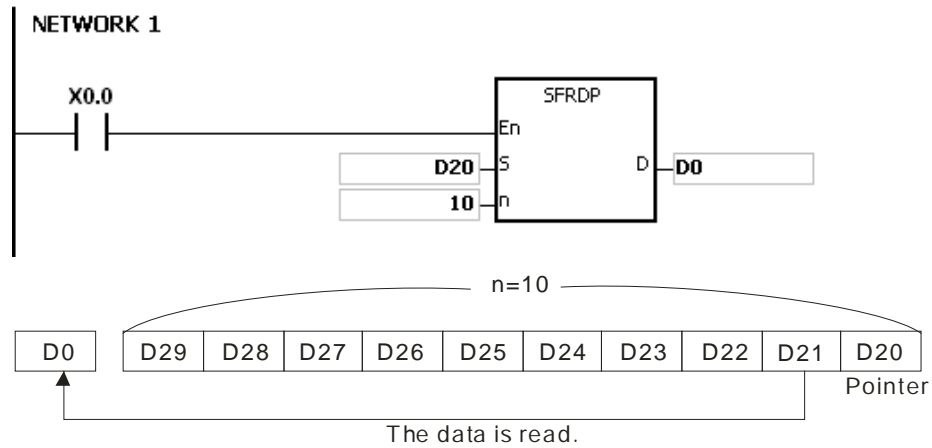 NETWORK 1
X0.0
SFRDP
En
D20 S D D0
10 n
n=10
D0 D29 D28 D27 D26 D25 D24 D23 D22 D21 D20
Pointer
The data is read.